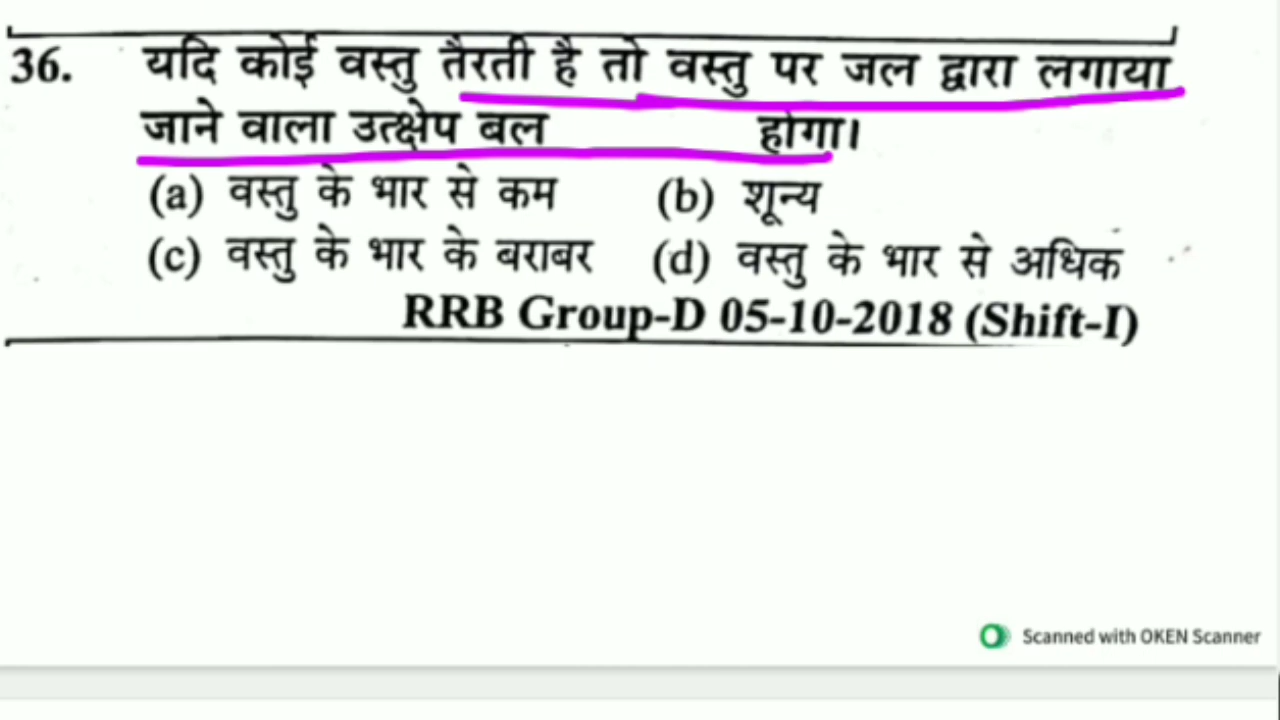 36. यदि कोई वस्तु तैरती है तो वस्तु पर जल द्वारा लगाया
जाने वाला उत्क्षेप बल होगा।
(a) वस्तु के भार से कम (b) शून्य
(c) वस्तु के भार के बराबर (d) वस्तु के भार से अधिक
RRB Group-D 05-10-2018 (Shift-I)
Scanned with OKEN Scanner